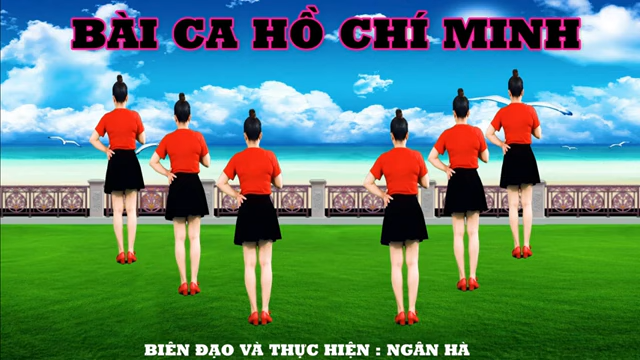 BÀI CA HỒ CHÍ MINH
BIÊN ĐẠO VÀ THỰC HIỆN : NGÂN HÀ